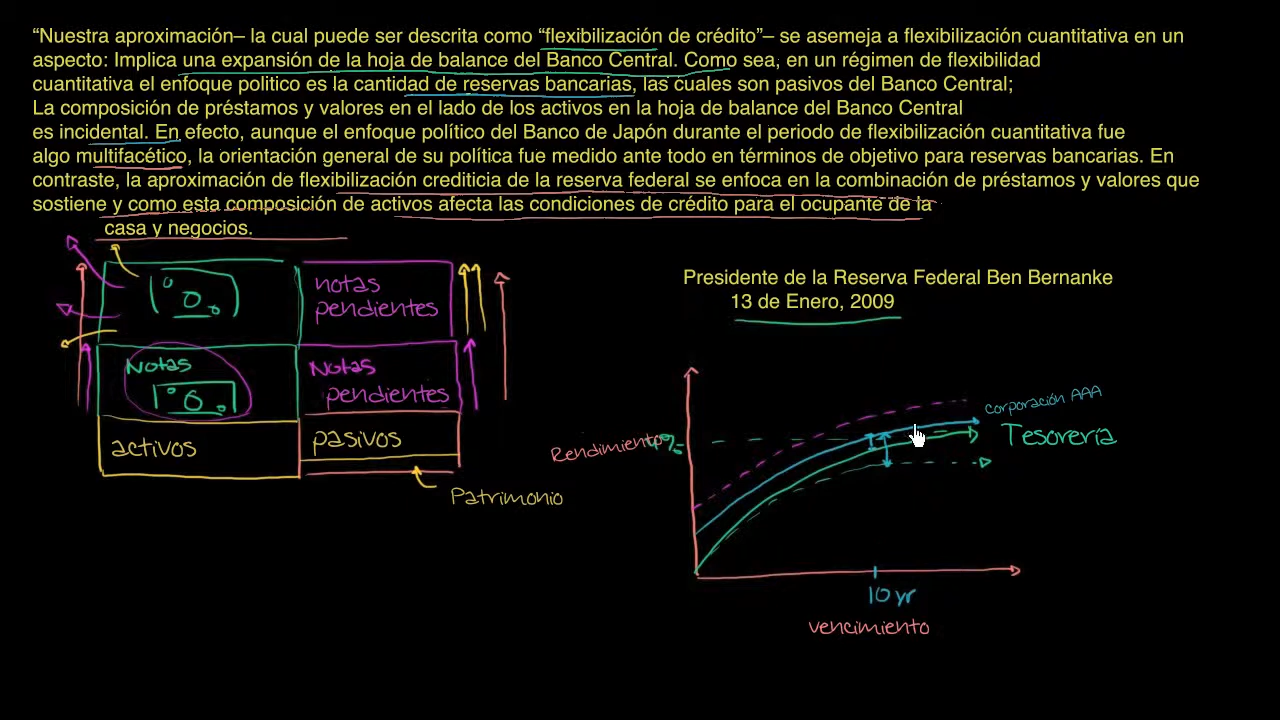 “Nuestra aproximación– la cual puede ser descrita como “flexibilización de crédito”– se asemeja a flexibilización cuantitativa en un
aspecto: Implica una expansión de la hoja de balance del Banco Central. Como sea, en un régimen de flexibilidad
cuantitativa el enfoque politico es la cantidad de reservas bancarias, las cuales son pasivos del Banco Central;
La composición de préstamos y valores en el lado de los activos en la hoja de balance del Banco Central
es incidental. En efecto, aunque el enfoque político del Banco de Japón durante el periodo de flexibilización cuantitativa fue
algo multifacético, la orientación general de su política fue medido ante todo en términos de objetivo para reservas bancarias. En
contraste, la aproximación de flexibilización crediticia de la reserva federal se enfoca en la combinación de préstamos y valores que
sostiene y como esta composición de activos afecta las condiciones de crédito para el ocupante de la
casa y negocios.
Presidente de la Reserva Federal Ben Bernanke
13 de Enero, 2009
notas
pendientes
Notas
Notas
pendientes
activos
pasivos
Patrimonio
corporación AAA
Tesorería
Rendimiento
10 yr
vencimiento